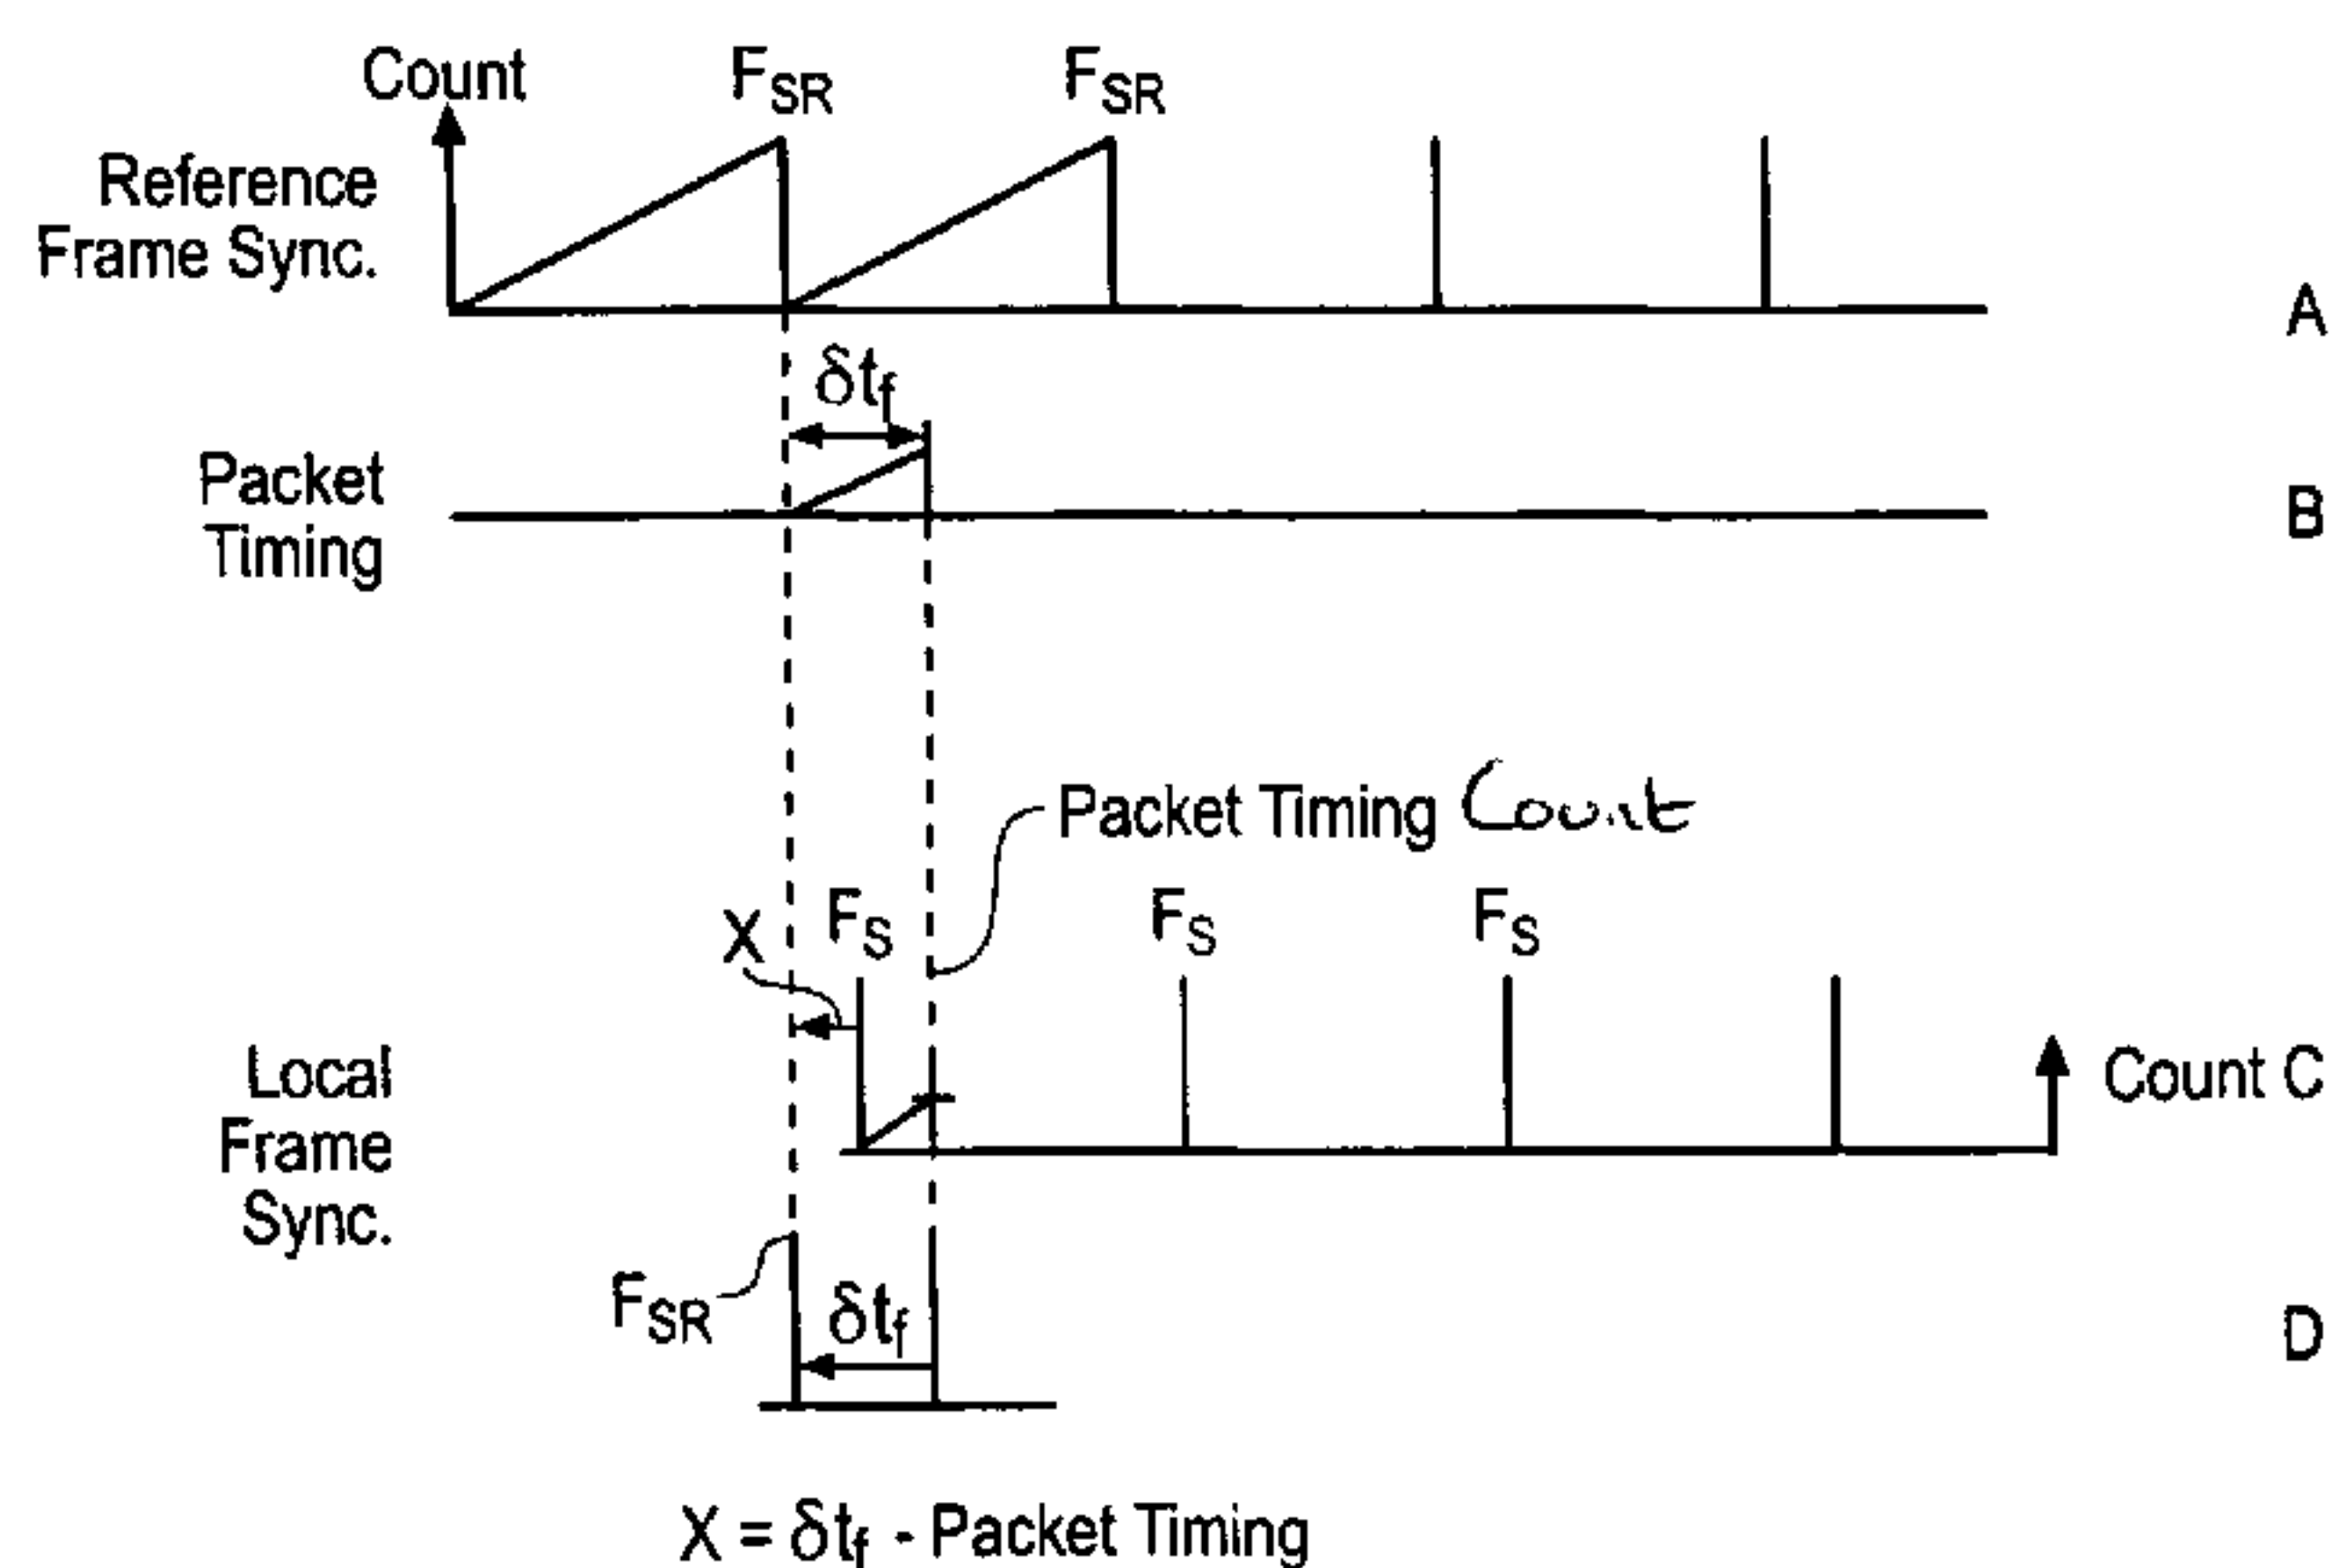 Count
F_SR
F_SR
Reference
Frame Sync.
A
δt_f
Packet
Timing
B
Packet Timing Count
X
F_S
F_S
F_S
Local
Frame
Sync.
Count C
F_SR
δt_f
D
X = δt_f - Packet Timing